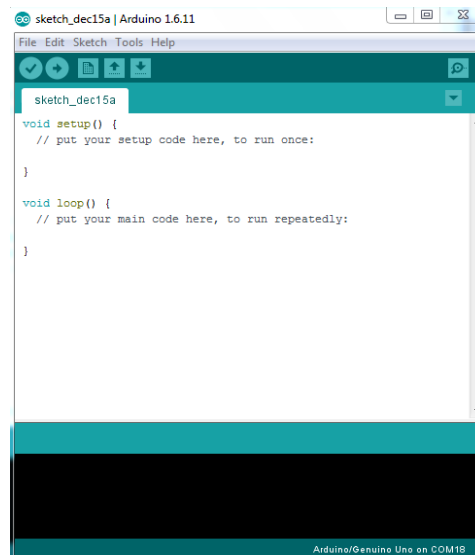 sketch_dec15a | Arduino 1.6.11
File Edit Sketch Tools Help
sketch_dec15a
void setup() {
  // put your setup code here, to run once:

}

void loop() {
  // put your main code here, to run repeatedly:

}
Arduino/Genuino Uno on COM18